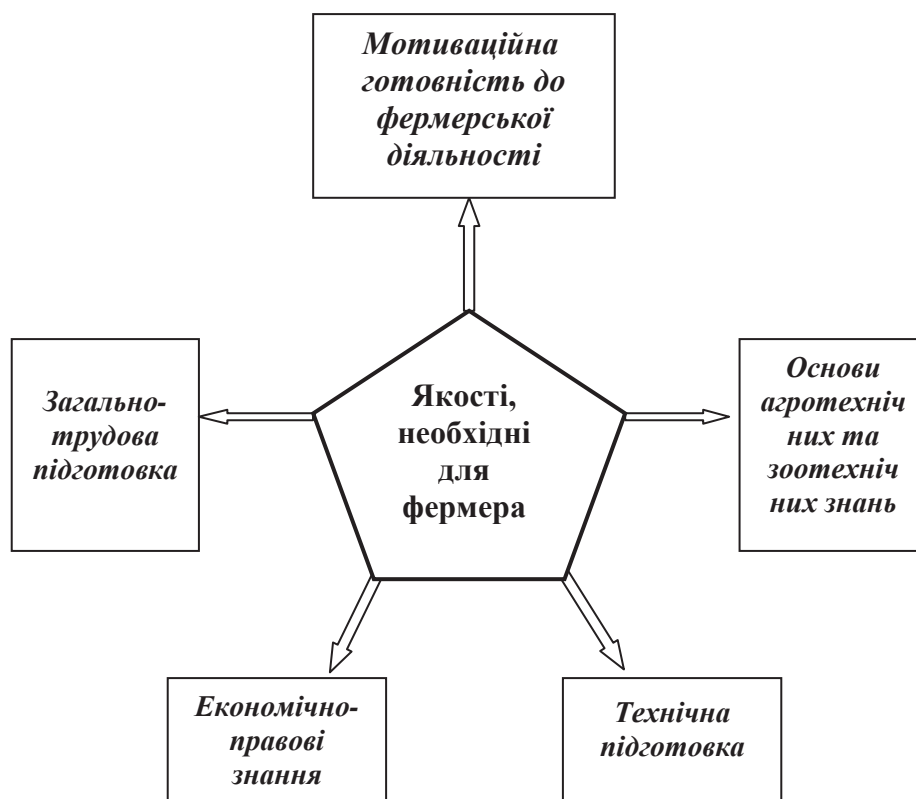 Мотиваційна
готовність до
фермерської
діяльності
Загально-
трудова
підготовка
Якості,
необхідні
для
фермера
Основи
агротехніч
них та
зоотехніч
них знань
Економічно-
правові
знання
Технічна
підготовка